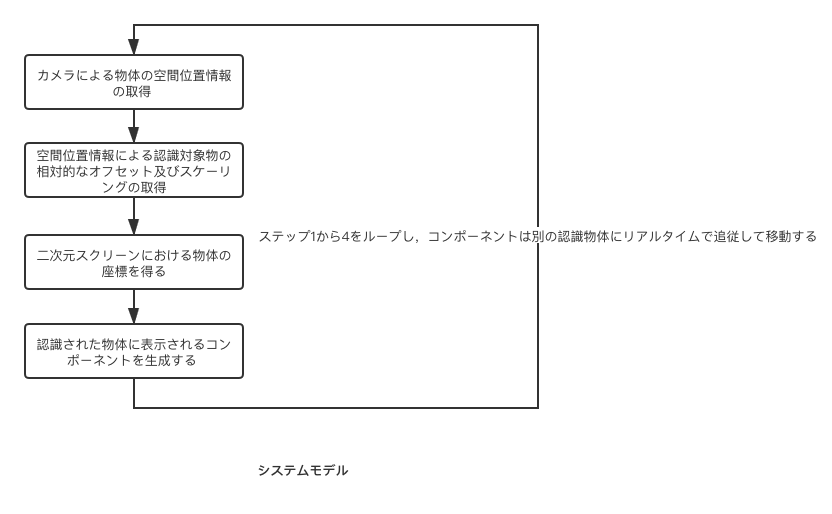 カメラによる物体の空間位置情報
の取得
空間位置情報による認識対象物の
相対的なオフセット及びスケーリ
ングの取得
二次元スクリーンにおける物体の
座標を得る
ステップ1から4をループし，コンポーネントは別の認識物体にリアルタイムで追従して移動する
認識された物体に表示されるコン
ポーネントを生成する
システムモデル